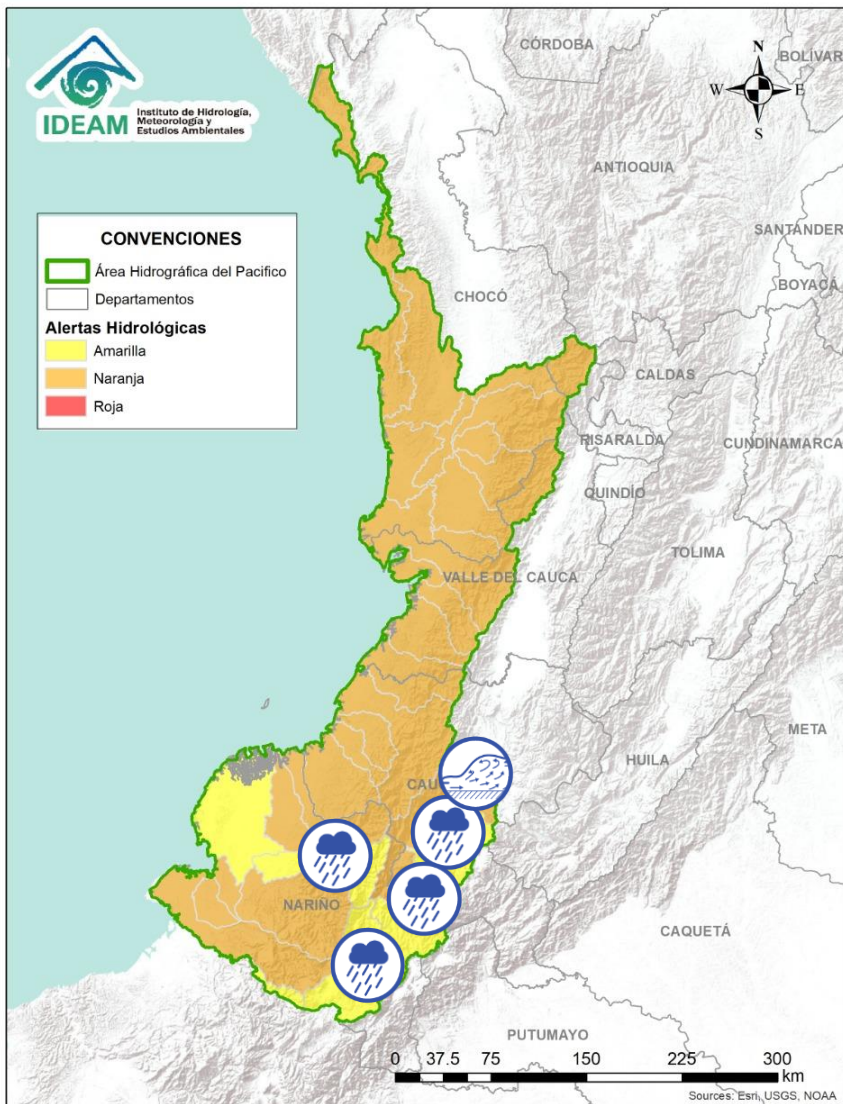 IDEAM
Instituto de Hidrología,
Meteorología y
Estudios Ambientales
CÓRDOBA
BOLÍVAR
N
W E
S
ANTIOQUIA
SANTANDER
BOYACÁ
CONVENCIONES
Área Hidrográfica del Pacifico
Departamentos
Alertas Hidrológicas
Amarilla
Naranja
Roja
CHOCÓ
CALDAS
RISARALDA
CUNDINAMARCA
QUINDÍO
TOLIMA
VALLE DEL CAUCA
META
HUILA
CAU
NARIÑO
CAQUETÁ
PUTUMAYO
0 37.5 75 150 225 300
km
Sources: Esri, USGS, NOAA